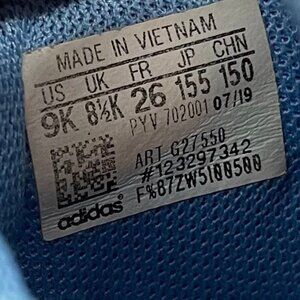 MADE IN VIETNAM
US UK FR JP CHN
9K 8½K 26 155 150
PYV 702001 07/19
ART G27550
#123297342
F%B7ZW5I00500
adidas